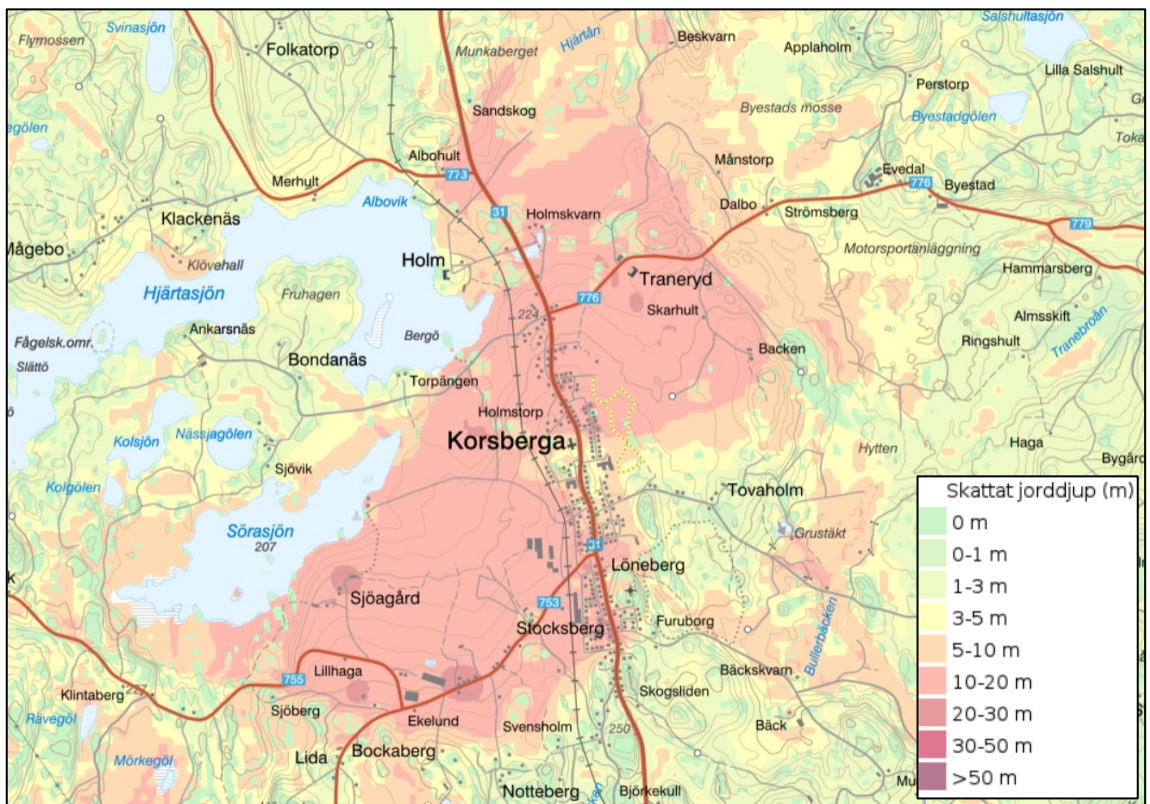 Svinasjön
Salshultasjön
Flymossen
Folkatorp
Munkaberget
Hjärtån
Beskvarn
Applaholm
Lilla Salshult
Perstorp
Sandskog
Byestads mosse
Byestadgölen
egölen
Toka
Albohult
773
Månstorp
Evedal
776
Byestad
Merhult
Albovik
31
Holmskvarn
Dalbo
Strömsberg
Klackenäs
779
Mågebo
Klövehall
Holm
Motorsportanläggning
Hammarsberg
Traneryd
Hjärtasjön
Fruhagen
776
Skarhult
Almsskift
224
Tranebroån
Ankarsnäs
Bergö
Fågelsk.omr.
Ringshult
Slättö
Bondanäs
Backen
Torpängen
Holmstorp
Kolsjön
Nässjagölen
Korsberga
Haga
Hytten
Bygård
Sjövik
Kolgölen
Tovaholm
Skattat jorddjup (m)
0 m
0-1 m
1-3 m
3-5 m
5-10 m
10-20 m
20-30 m
30-50 m
>50 m
Sörasjön
207
Grustäkt
31
Löneberg
Sjöagård
753
Stocksberg
Furuborg
Bullerbäcken
Lillhaga
755
Bäckskvarn
Klintaberg
227
Skogsliden
Sjöberg
Ekelund
Rävegöl
Svensholm
250
Bäck
Lida
Bockaberg
Mörkegöl
Notteberg
Björkekull
Mu